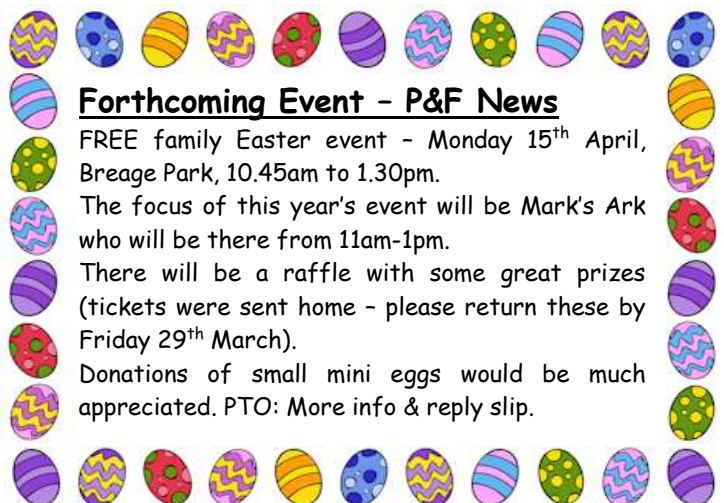 Forthcoming Event – P&F News
FREE family Easter event – Monday 15th April,
Breage Park, 10.45am to 1.30pm.
The focus of this year's event will be Mark's Ark
who will be there from 11am-1pm.
There will be a raffle with some great prizes
(tickets were sent home – please return these by
Friday 29th March).
Donations of small mini eggs would be much
appreciated. PTO: More info & reply slip.